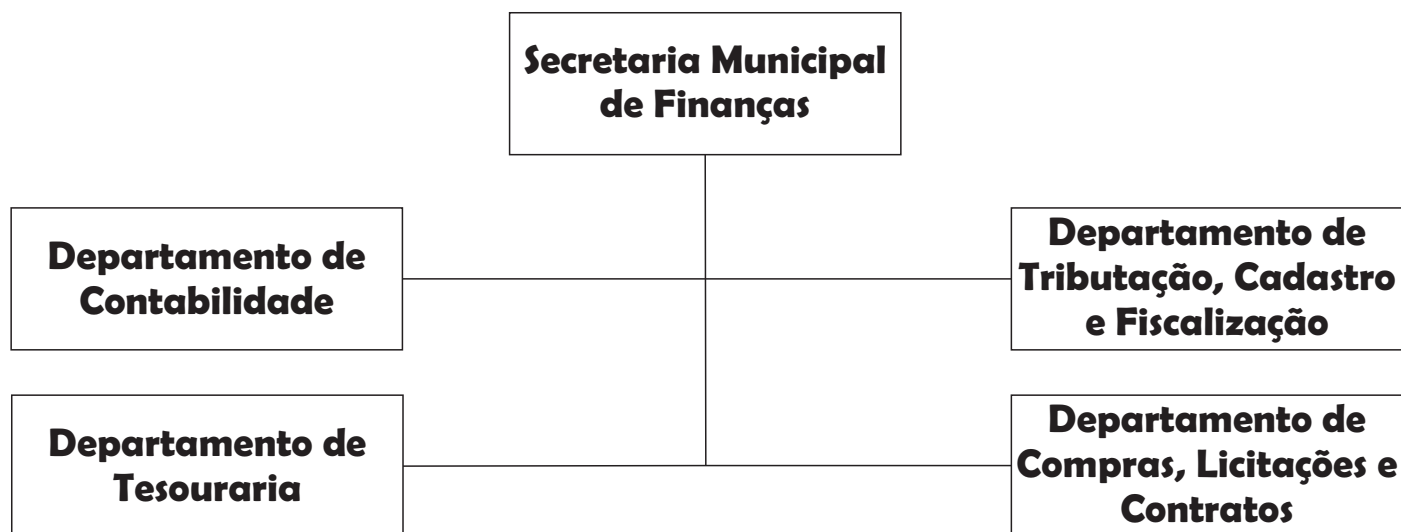 Secretaria Municipal
de Finanças
Departamento de
Contabilidade
Departamento de
Tributação, Cadastro
e Fiscalização
Departamento de
Tesouraria
Departamento de
Compras, Licitações e
Contratos